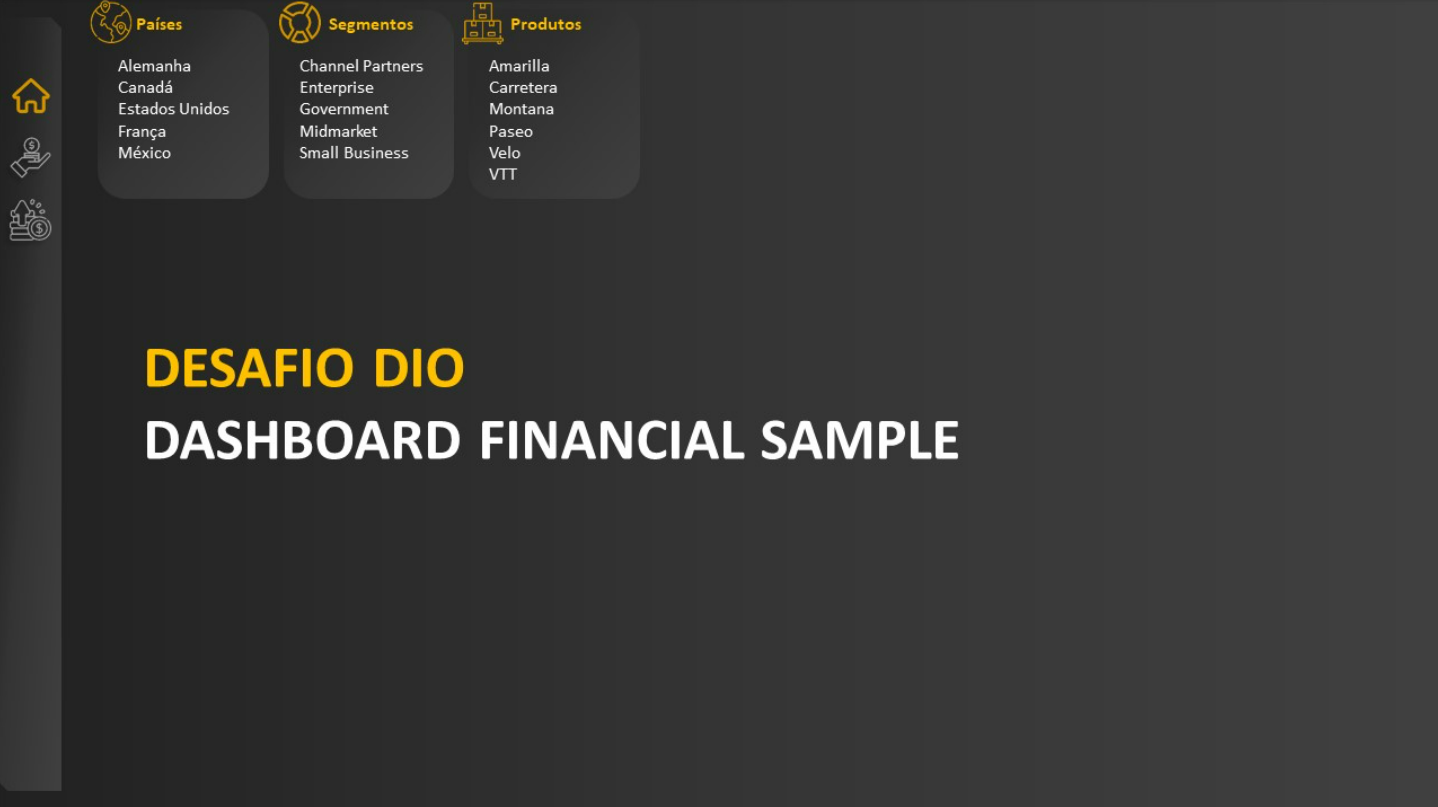 Países
Alemanha
Canadá
Estados Unidos
França
México
Segmentos
Channel Partners
Enterprise
Government
Midmarket
Small Business
Produtos
Amarilla
Carretera
Montana
Paseo
Velo
VTT
DESAFIO DIO
DASHBOARD FINANCIAL SAMPLE